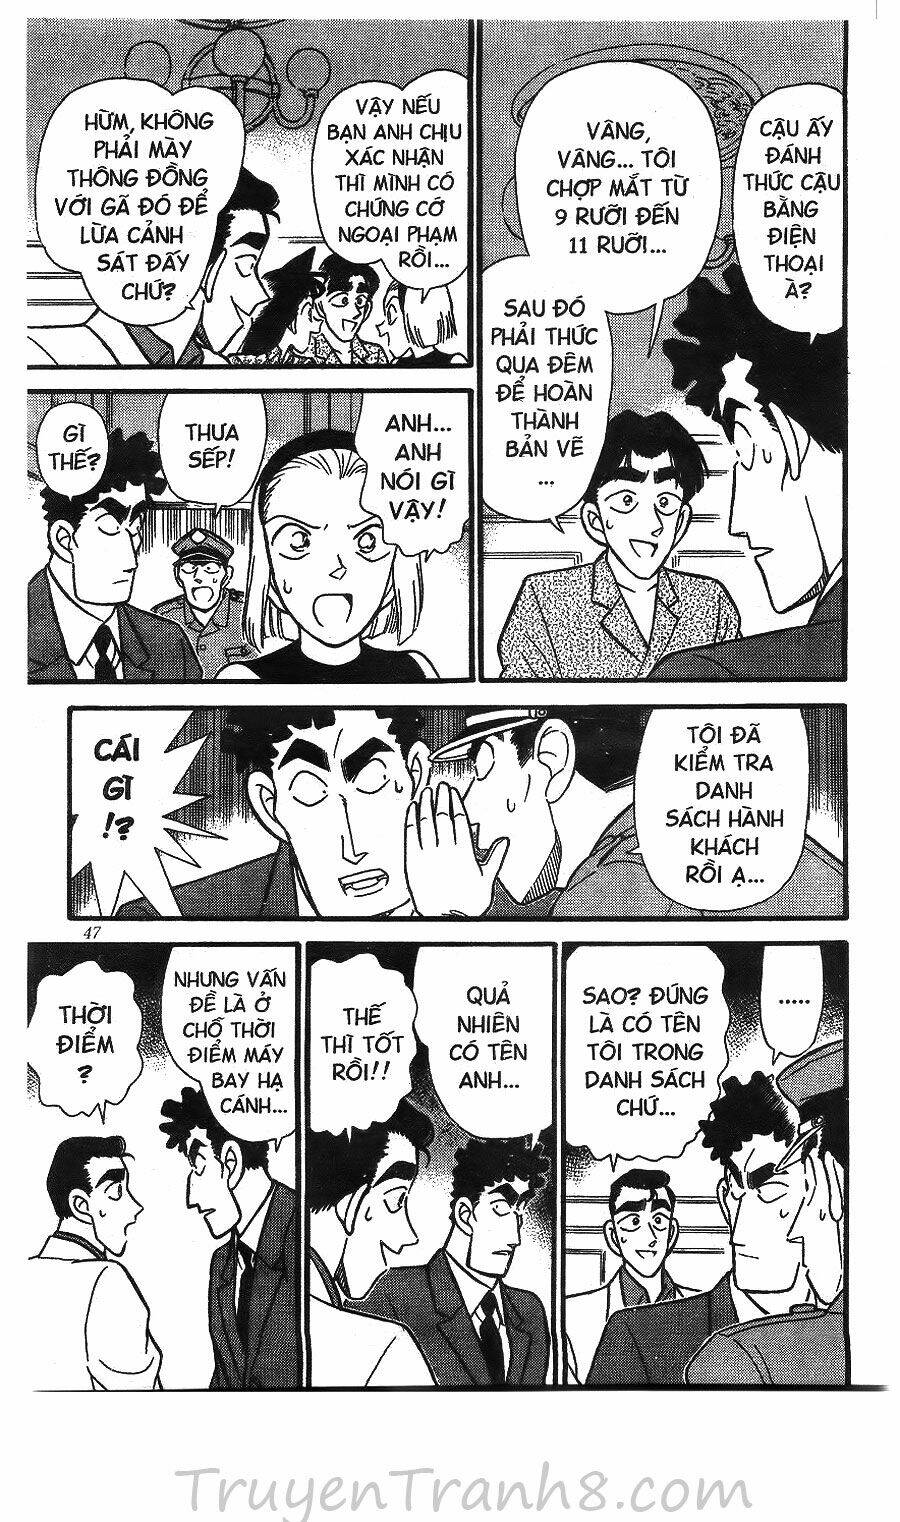 CẬU ẤY
ĐÁNH
THỨC CẬU
BẰNG
ĐIỆN
THOẠI
À?
VÂNG,
VÂNG... TÔI
CHỢP MẮT TỪ
9 RƯỠI ĐẾN
11 RUỠI...
SAU ĐÓ
PHẢI THỨC
QUA ĐÊM
ĐỂ HOÀN
THÀNH
BẢN VẼ
...
VẬY NẾU
BẠN ANH CHỊU
XÁC NHẬN
THÌ MÌNH CÓ
CHỨNG CỚ
NGOẠI PHẠM
RỒI...
HỪM, KHÔNG
PHẢI MÀY
THÔNG ĐỒNG
VỚI GÃ ĐÓ ĐỂ
LỪA CẢNH
SÁT ĐẤY
CHỨ?
ANH...
ANH
NÓI GÌ
VẬY!
THƯA
SẾP!
GÌ
THẾ?
TÔI ĐÃ
KIỂM TRA
DANH
SÁCH HÀNH
KHÁCH
RỒI Ạ...
CÁI
GÌ
!?
47
.....
SAO? ĐÚNG
LÀ CÓ TÊN
TÔI TRONG
DANH SÁCH
CHỨ...
QUẢ
NHIÊN
CÓ TÊN
ANH...
THẾ
THÌ TỐT
RỒI!!
NHƯNG VẤN
ĐỀ LÀ Ở
CHỔ THỜI
ĐIỂM MÁY
BAY HẠ
CÁNH...
THỜI
ĐIỂM
?
TruyenTranh8.com